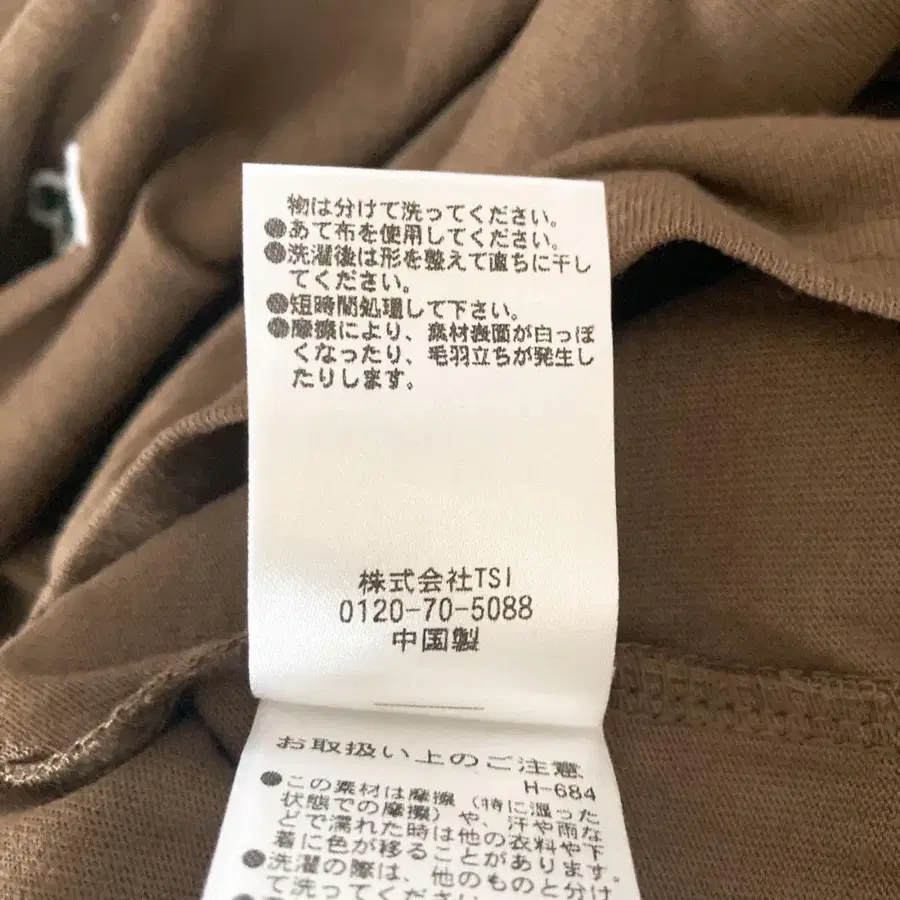 物は分けて洗ってください。
●あて布を使用してください。
●洗濯後は形を整えて直ちに干し
てください。
●短時間処理して下さい。
●摩擦により、素材表面が白っぽ
くなったり、毛羽立ちが発生し
たりします。
株式会社TSI
0120-70-5088
中国製
お取扱い上のご注意
H-684
●この素材は摩擦（特に湿った
状態での摩擦）や、汗や雨な
どで濡れた時は他の衣料や下
着に色が移ることがあります。
●洗濯の際は、他のものと分け
て洗ってください